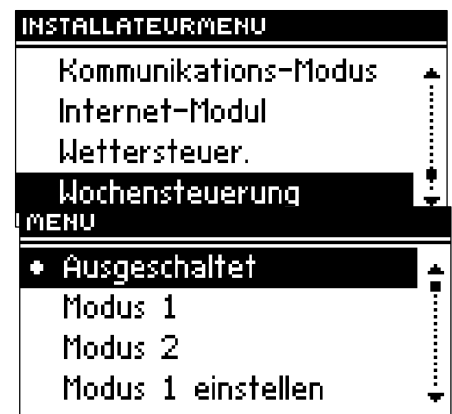 INSTALLATEURMENU
Kommunikations-Modus
Internet-Modul
Wettersteuer.
Wochensteuerung
MENU
Ausgeschaltet
Modus 1
Modus 2
Modus 1 einstellen